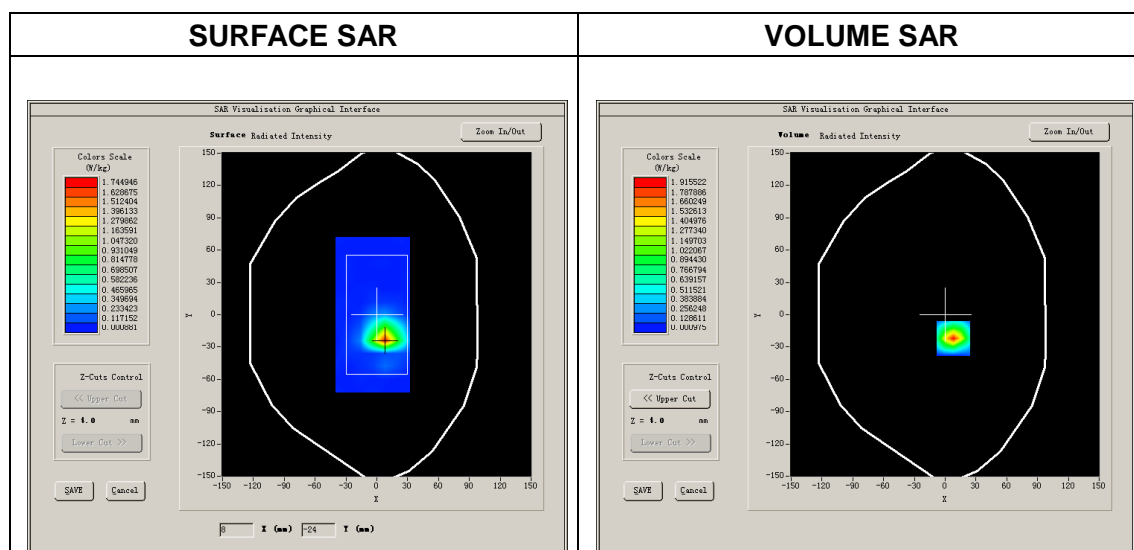 SURFACE SAR
VOLUME SAR
SAR Visualisation Graphical Interface
Surface Radiated Intensity
Zoom In/Out
Colors Scale
(W/kg)
1.744946
1.628675
1.512404
1.396133
1.279862
1.163591
1.047320
0.931049
0.814778
0.698507
0.582236
0.465965
0.349694
0.233423
0.117152
0.000881
Z-Cuts Control
<< Upper Cut
Z = 4.0 mm
Lower Cut >>
SAVE Cancel
150
120
90
60
30
0
-30
-60
-90
-120
-150
Y
-150 -120 -90 -60 -30 0 30 60 90 120 150
X
8 X (mm) -24 Y (mm)
SAR Visualisation Graphical Interface
Volume Radiated Intensity
Zoom In/Out
Colors Scale
(W/kg)
1.915522
1.787886
1.660249
1.532613
1.404976
1.277340
1.149703
1.022067
0.894430
0.766794
0.639157
0.511521
0.383884
0.256248
0.128611
0.000975
Z-Cuts Control
<< Upper Cut
Z = 4.0 mm
Lower Cut >>
SAVE Cancel
150
120
90
60
30
0
-30
-60
-90
-120
-150
Y
-150 -120 -90 -60 -30 0 30 60 90 120 150
X